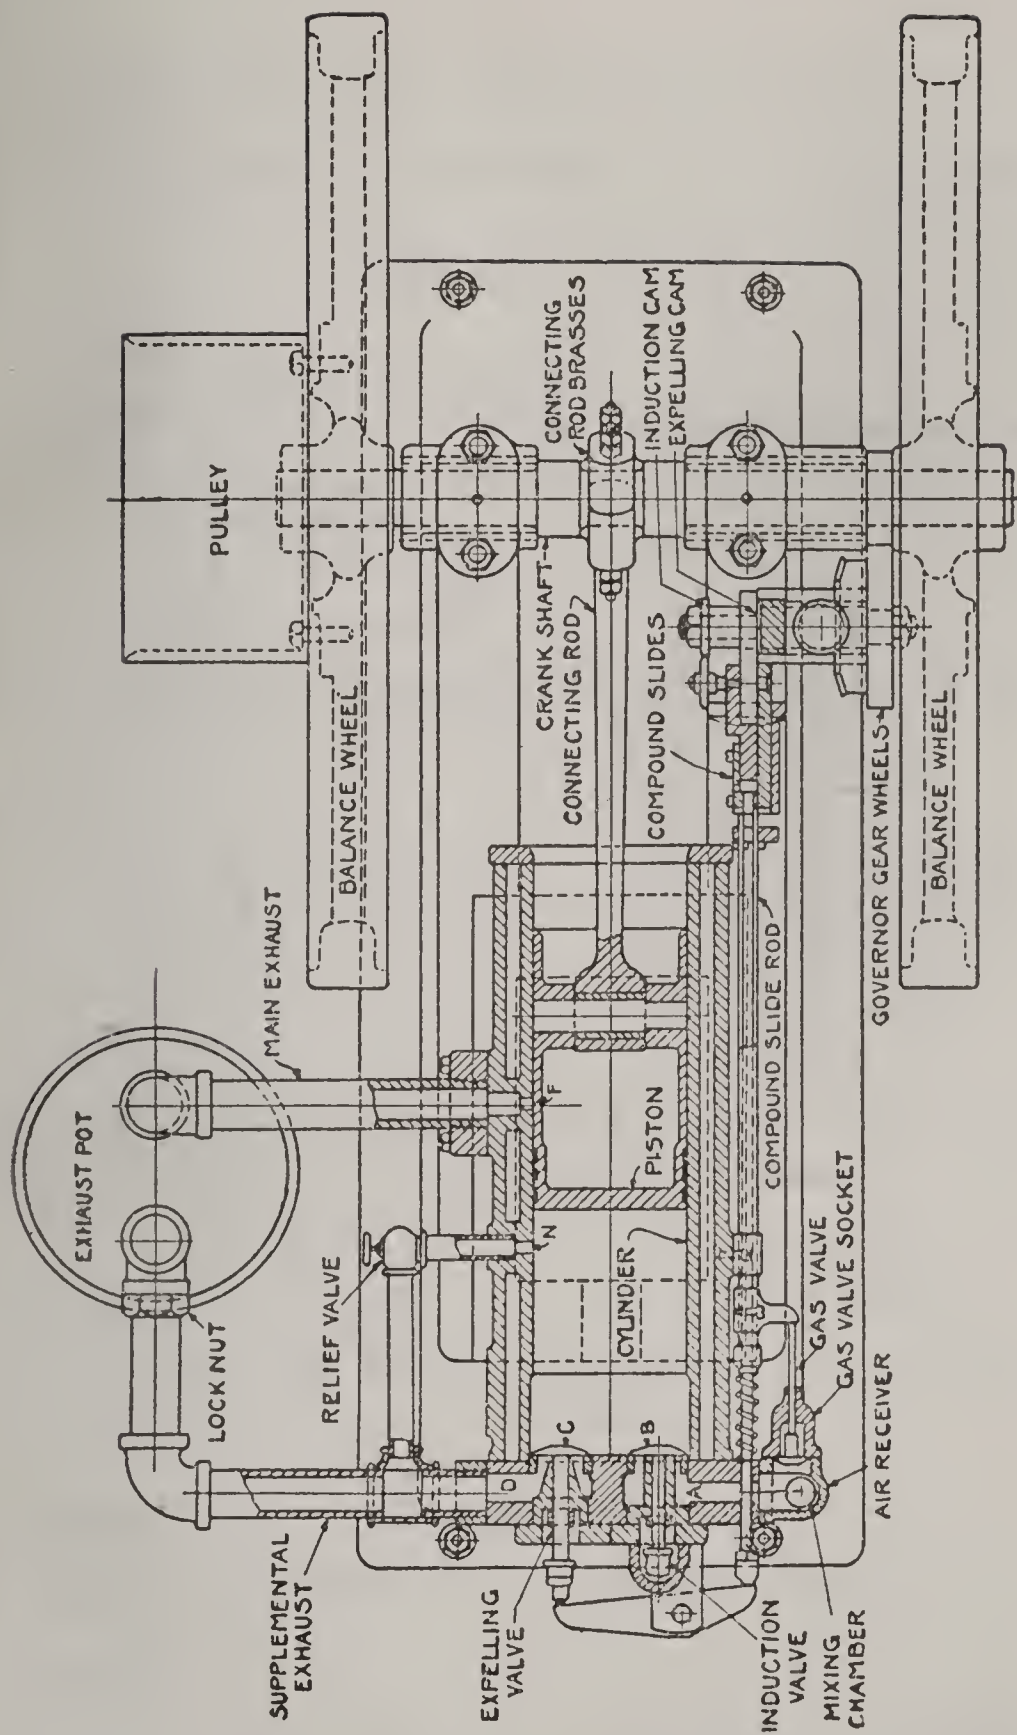 PULLEY
BALANCE WHEEL
CRANK SHAFT
CONNECTING ROD
CONNECTING
ROD BRASSES
INDUCTION CAM
EXPELLING CAM
COMPOUND SLIDES
GOVERNOR GEAR WHEELS
BALANCE WHEEL
MAIN EXHAUST
EXHAUST POT
LOCK NUT
RELIEF VALVE
F
N
PISTON
CYLINDER
COMPOUND SLIDE ROD
GAS VALVE
GAS VALVE SOCKET
AIR RECEIVER
SUPPLEMENTAL
EXHAUST
D
C
B
A
EXPELLING
VALVE
INDUCTION
VALVE
MIXING
CHAMBER